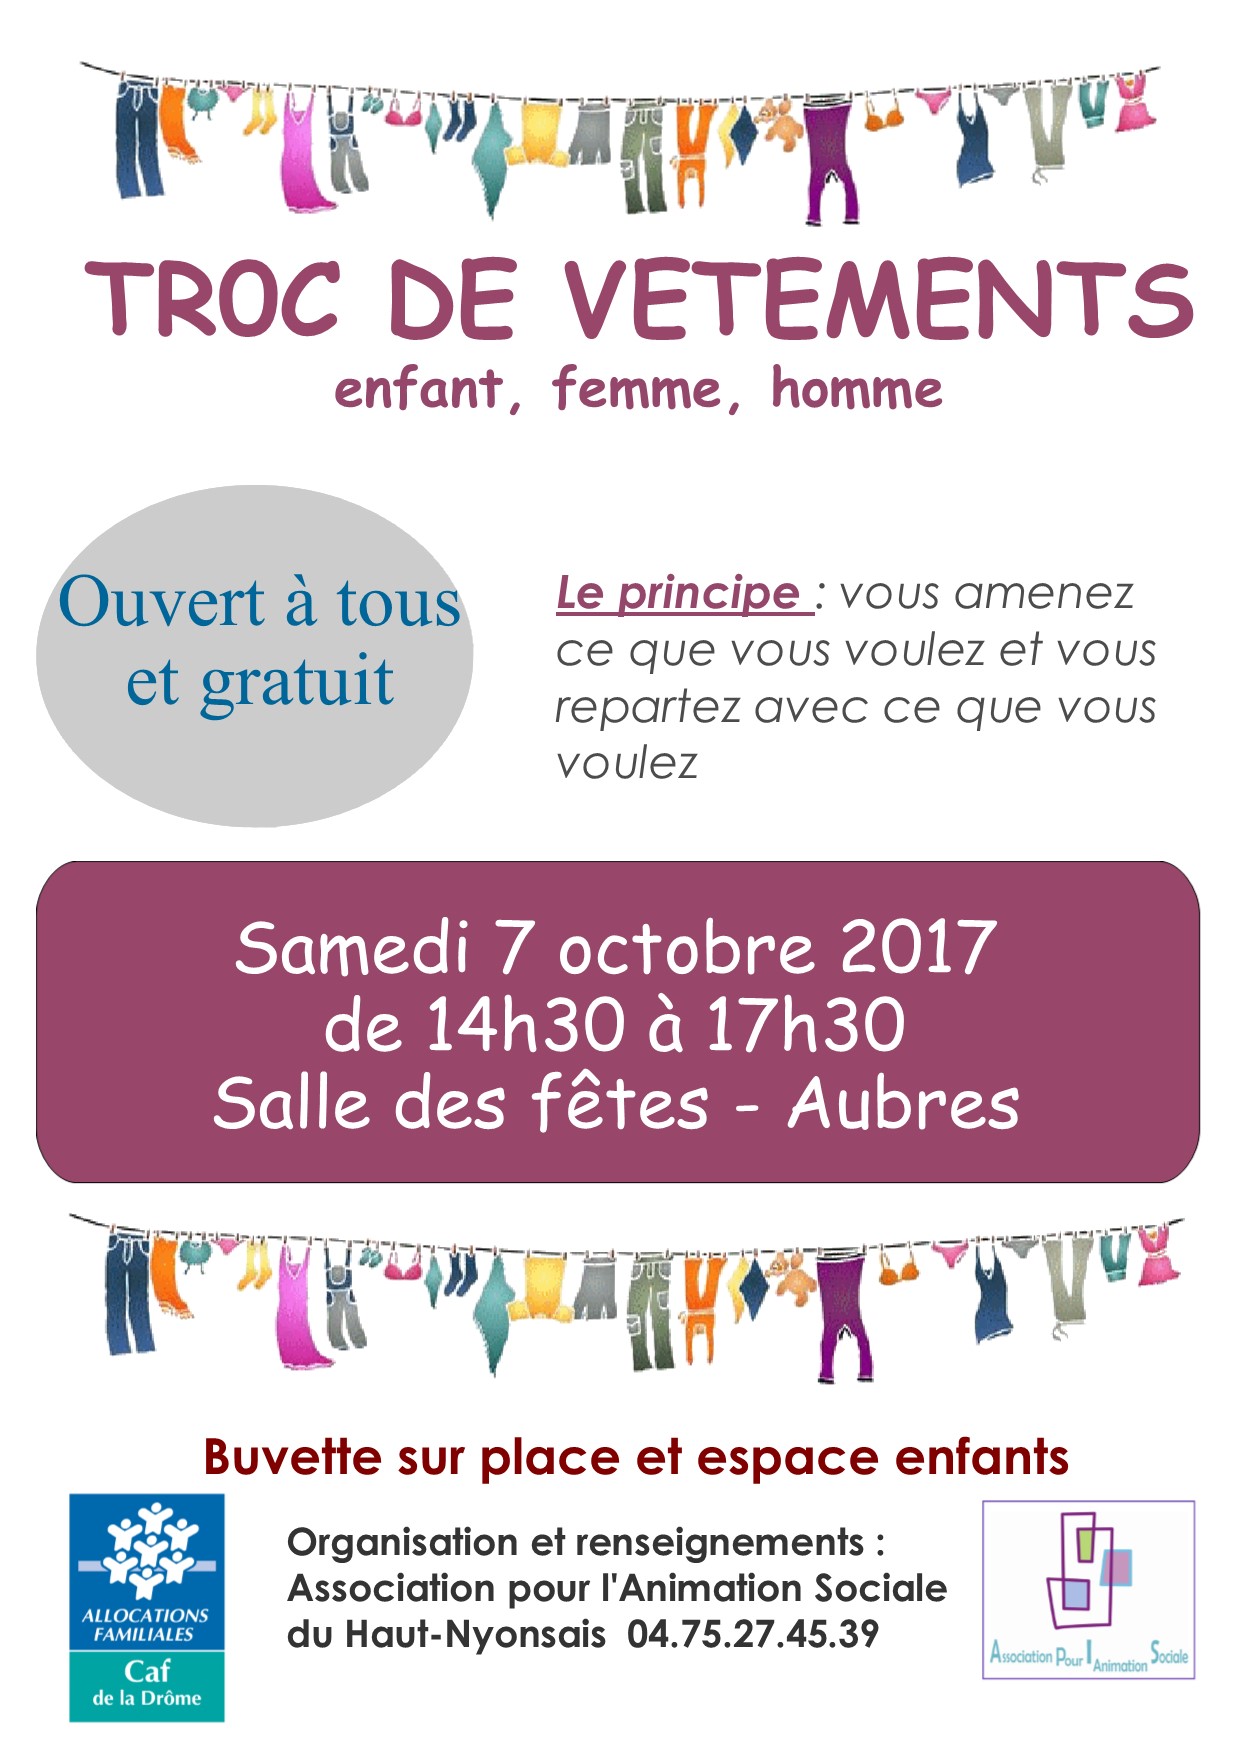 TROC DE VETEMENTS
enfant, femme, homme
Ouvert à tous
et gratuit
Le principe : vous amenez
ce que vous voulez et vous
repartez avec ce que vous
voulez
Samedi 7 octobre 2017
de 14h30 à 17h30
Salle des fêtes - Aubres
Buvette sur place et espace enfants
ALLOCATIONS
FAMILIALES
Caf
de la Drôme
Organisation et renseignements :
Association pour l'Animation Sociale
du Haut-Nyonsais 04.75.27.45.39
Association Pour l Animation Sociale